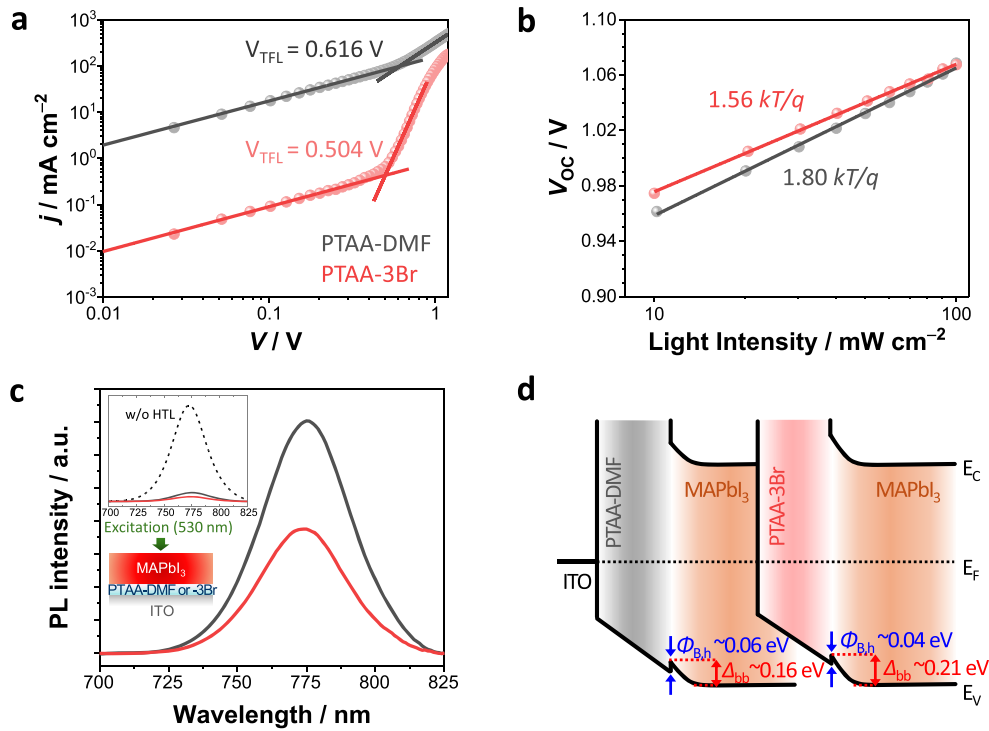 a
10³
10²
10¹
10⁰
10⁻¹
10⁻²
10⁻³
j / mA cm⁻²
V_TFL = 0.616 V
V_TFL = 0.504 V
PTAA-DMF
PTAA-3Br
0.01
0.1
1
V / V
b
1.10
1.06
1.02
0.98
0.94
0.90
V_OC / V
1.56 kT/q
1.80 kT/q
10
100
Light Intensity / mW cm⁻²
c
PL intensity / a.u.
w/o HTL
700 725 750 775 800 825
Excitation (530 nm)
MAPbI₃
PTAA-DMF or -3Br
ITO
700 725 750 775 800 825
Wavelength / nm
d
PTAA-DMF
MAPbI₃
PTAA-3Br
MAPbI₃
E_C
ITO
E_F
Φ_B,h ~0.06 eV
Δ_bb ~0.16 eV
Φ_B,h ~0.04 eV
Δ_bb ~0.21 eV
E_V